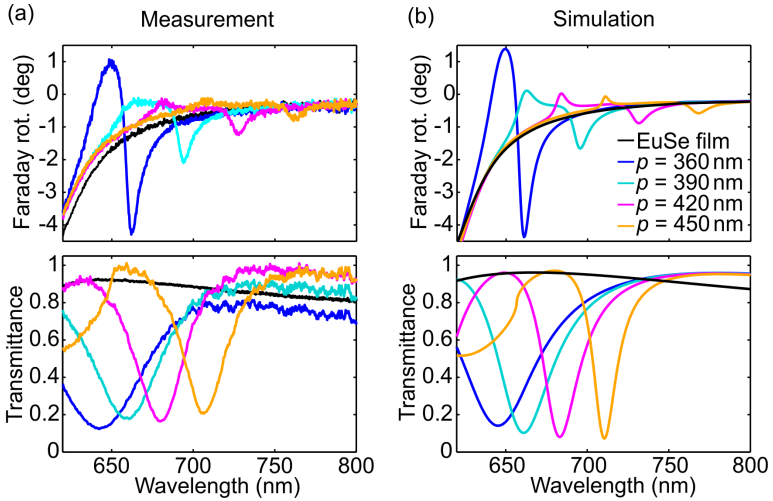 (a) Measurement
(b) Simulation
Faraday rot. (deg)
1
0
-1
-2
-3
-4
Faraday rot. (deg)
1
0
-1
-2
-3
-4
EuSe film
p = 360 nm
p = 390 nm
p = 420 nm
p = 450 nm
Transmittance
1
0.8
0.6
0.4
0.2
0
650 700 750 800
Wavelength (nm)
Transmittance
1
0.8
0.6
0.4
0.2
0
650 700 750 800
Wavelength (nm)